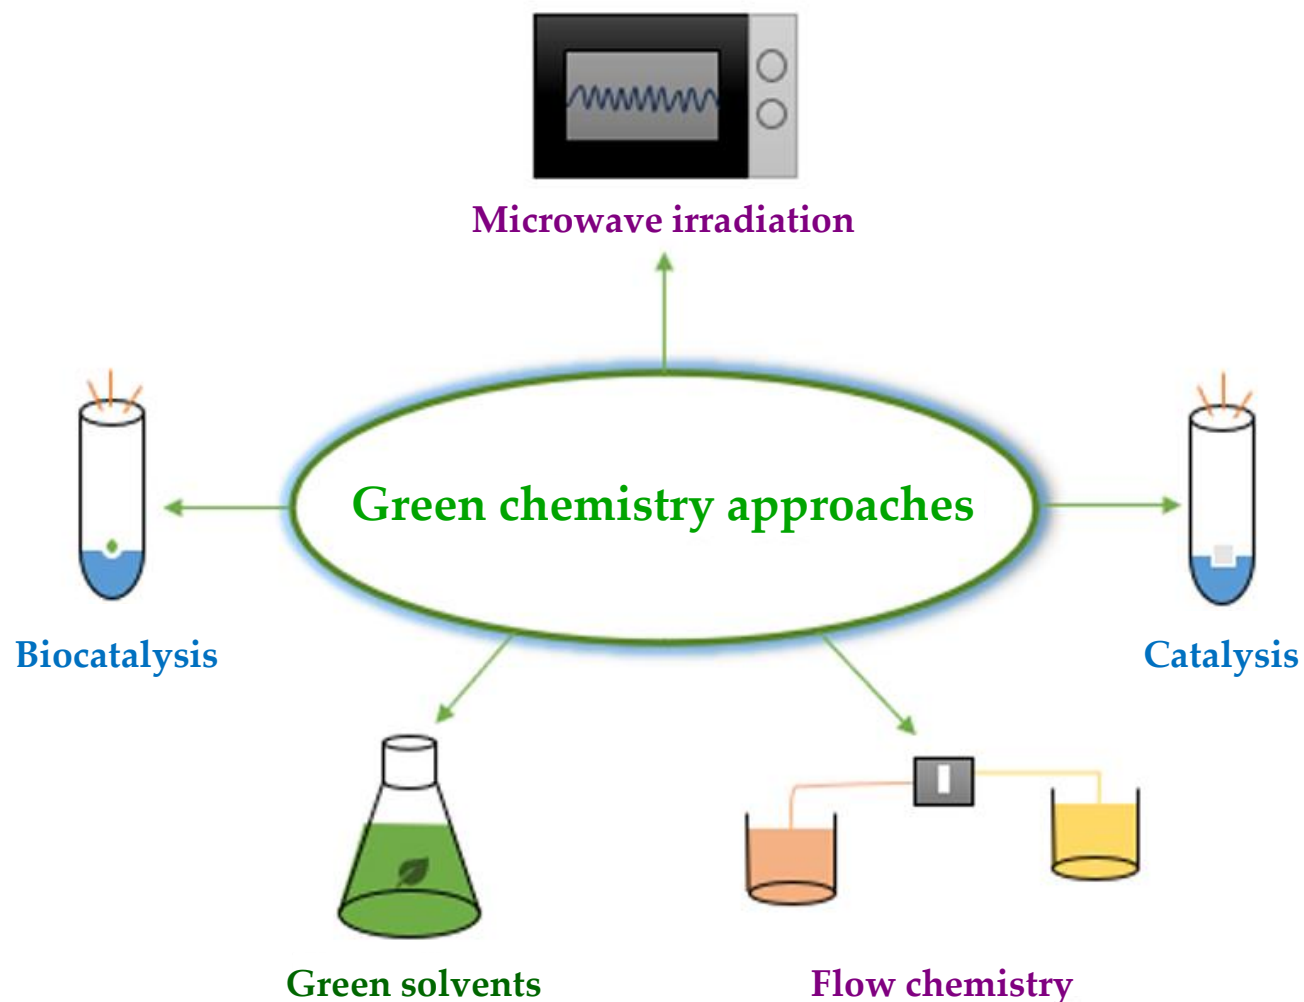 Microwave irradiation
Green chemistry approaches
Biocatalysis
Catalysis
Green solvents
Flow chemistry